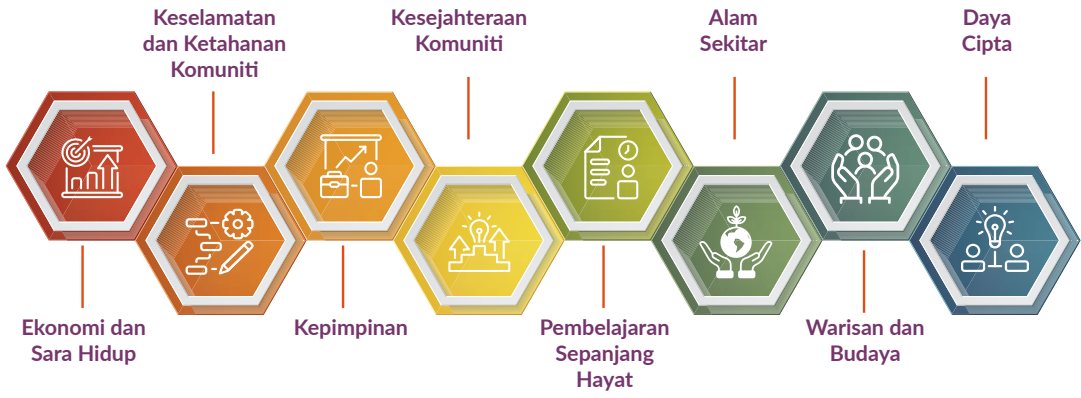 Keselamatan
dan Ketahanan
Komuniti
Kesejahteraan
Komuniti
Alam
Sekitar
Daya
Cipta
Ekonomi dan
Sara Hidup
Kepimpinan
Pembelajaran
Sepanjang
Hayat
Warisan dan
Budaya